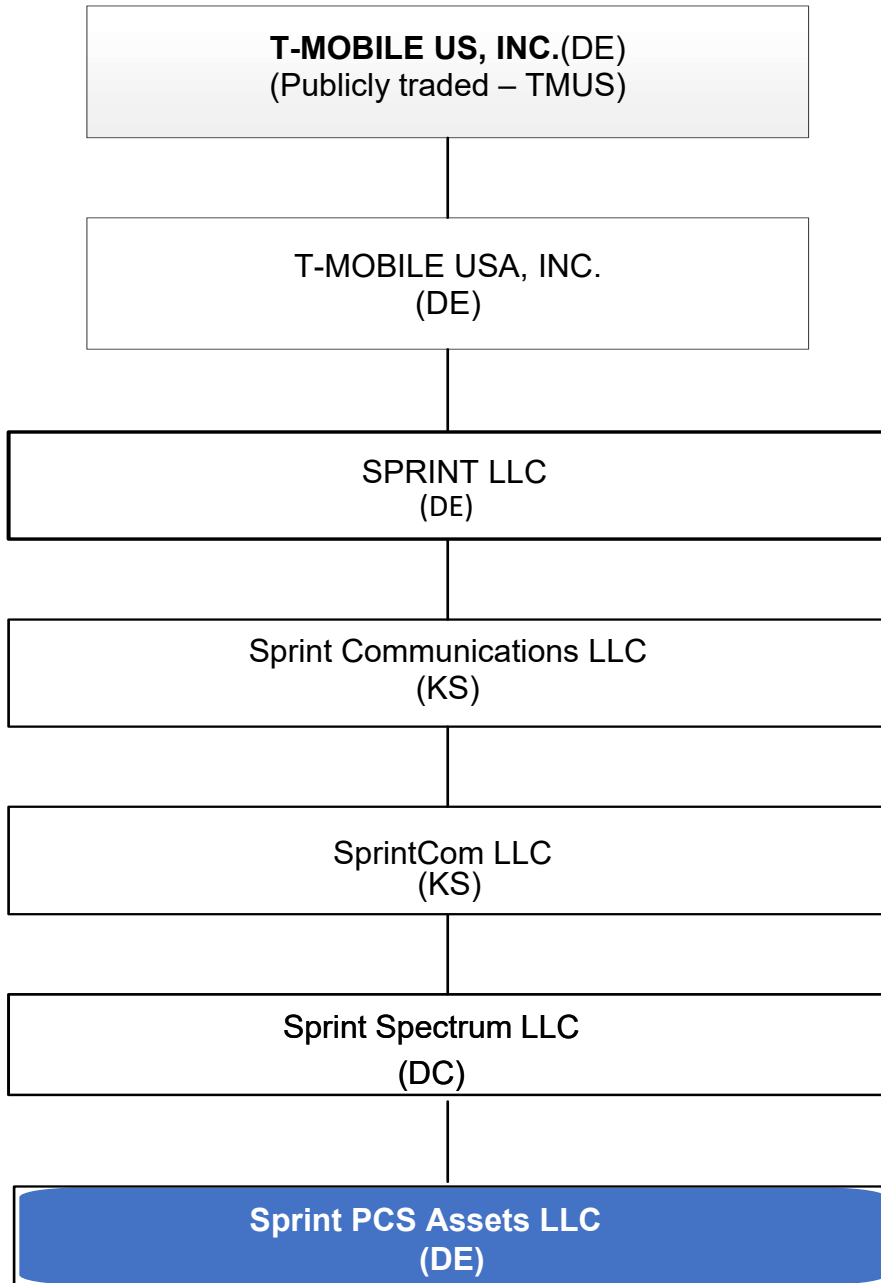 T-MOBILE US, INC.(DE)
(Publicly traded – TMUS)
T-MOBILE USA, INC.
(DE)
SPRINT LLC
(DE)
Sprint Communications LLC
(KS)
SprintCom LLC
(KS)
Sprint Spectrum LLC
(DC)
Sprint PCS Assets LLC
(DE)